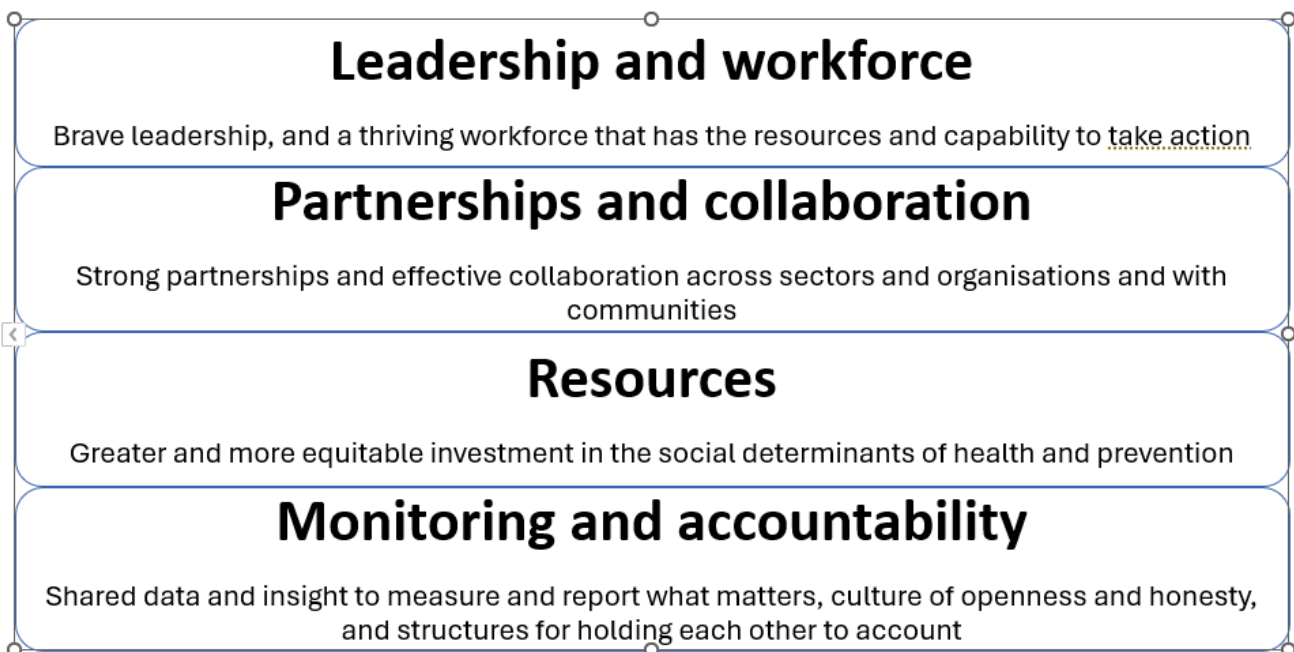 Leadership and workforce
Brave leadership, and a thriving workforce that has the resources and capability to take action
Partnerships and collaboration
Strong partnerships and effective collaboration across sectors and organisations and with
communities
Resources
Greater and more equitable investment in the social determinants of health and prevention
Monitoring and accountability
Shared data and insight to measure and report what matters, culture of openness and honesty,
and structures for holding each other to account